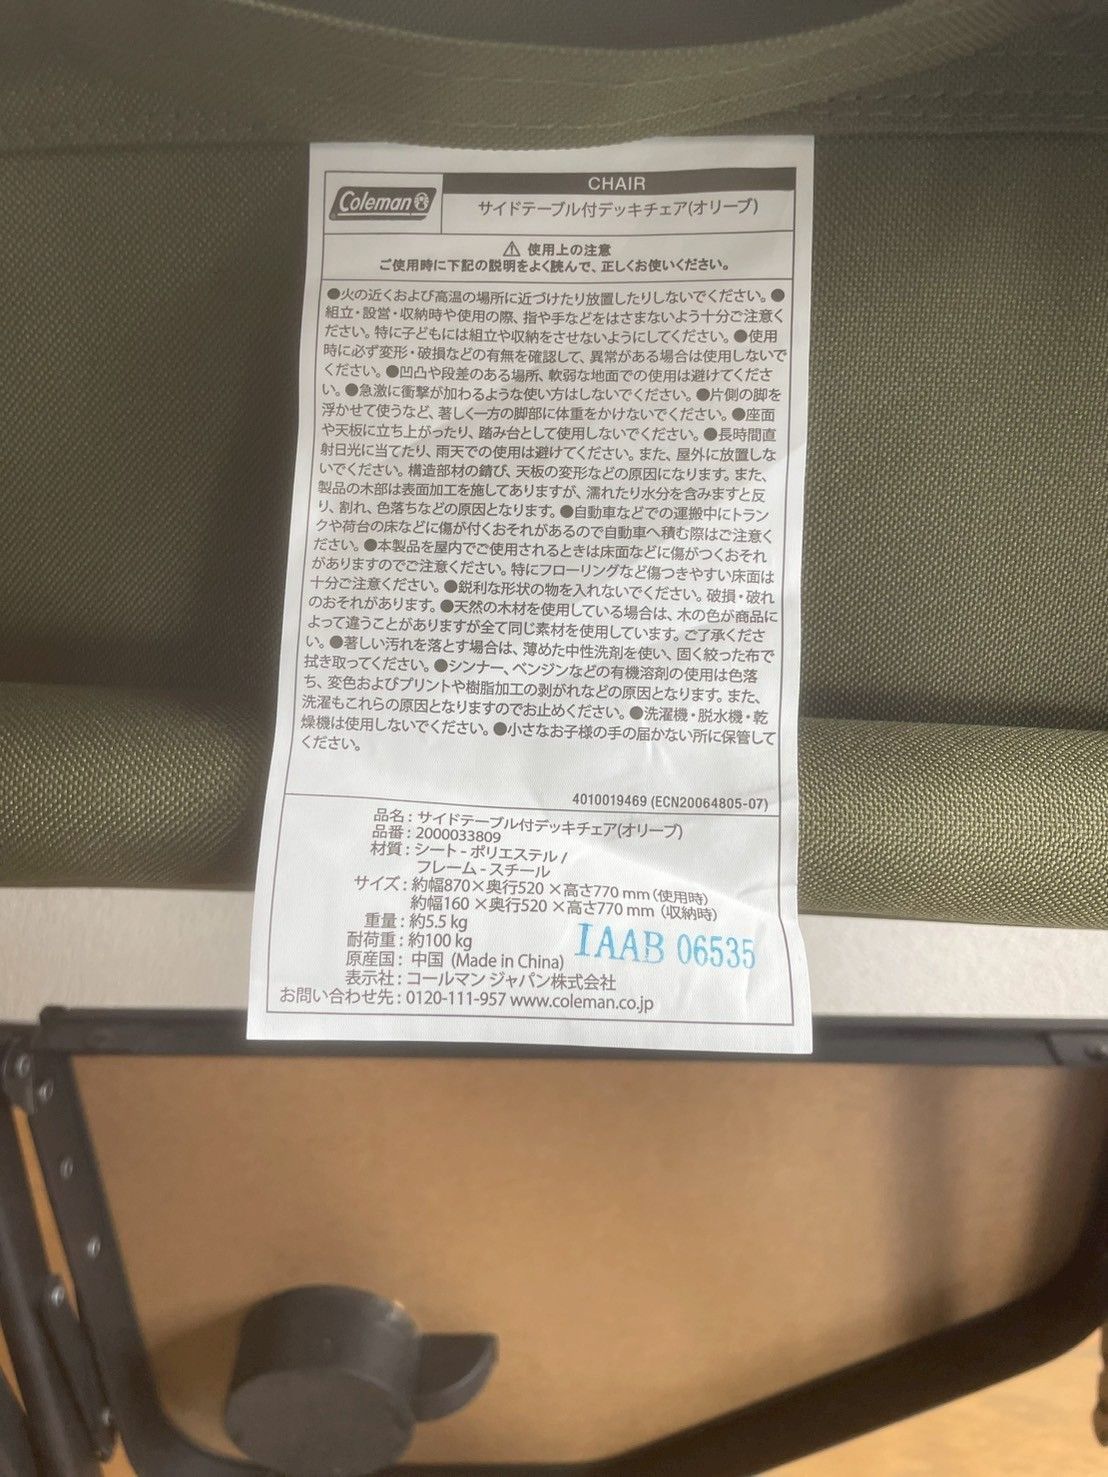 Coleman
CHAIR
サイドテーブル付デッキチェア(オリーブ)
⚠ 使用上の注意
ご使用時に下記の説明をよく読んで、正しくお使いください。
●火の近くおよび高温の場所に近づけたり放置したりしないでください。●
組立・設営・収納時や使用の際、指や手などをはさまないよう十分ご注意く
ださい。特に子どもには組立や収納をさせないようにしてください。●使用
時に必ず変形・破損などの有無を確認して、異常がある場合は使用しないで
ください。●凹凸や段差のある場所、軟弱な地面での使用は避けてくださ
い。●急激に衝撃が加わるような使い方はしないでください。●片側の脚を
浮かせて使うなど、著しく一方の脚部に体重をかけないでください。●座面
や天板に立ち上がったり、踏み台として使用しないでください。●長時間直
射日光に当てたり、雨天での使用は避けてください。また、屋外に放置しな
いでください。構造部材の錆び、天板の変形などの原因になります。また、
製品の木部は表面加工を施してありますが、濡れたり水分を含みますと反
り、割れ、色落ちなどの原因となります。●自動車などでの運搬中にトラン
クや荷台の床などに傷が付くおそれがあるので自動車へ積む際はご注意く
ださい。●本製品を屋内でご使用されるときは床面などに傷がつくおそれ
がありますのでご注意ください。特にフローリングなど傷つきやすい床面は
十分ご注意ください。●鋭利な形状の物を入れないでください。破損・破れ
のおそれがあります。●天然の木材を使用している場合は、木の色が商品に
よって違うことがありますが全て同じ素材を使用しています。ご了承くださ
い。●著しい汚れを落とす場合は、薄めた中性洗剤を使い、固く絞った布で
拭き取ってください。●シンナー、ベンジンなどの有機溶剤の使用は色落
ち、変色およびプリントや樹脂加工の剥がれなどの原因となります。また、
洗濯もこれらの原因となりますのでお止めください。●洗濯機・脱水機・乾
燥機は使用しないでください。●小さなお子様の手の届かない所に保管して
ください。
4010019469 (ECN20064805-07)
品名 : サイドテーブル付デッキチェア(オリーブ)
品番 : 2000033809
材質 : シート - ポリエステル /
フレーム - スチール
サイズ : 約幅870×奥行520 ×高さ770 mm (使用時)
約幅160 ×奥行520 ×高さ770 mm (収納時)
重量 : 約5.5 kg
耐荷重 : 約100 kg
IAAB 06535
原産国 : 中国 (Made in China)
表示社 : コールマン ジャパン株式会社
お問い合わせ先 : 0120-111-957 www.coleman.co.jp